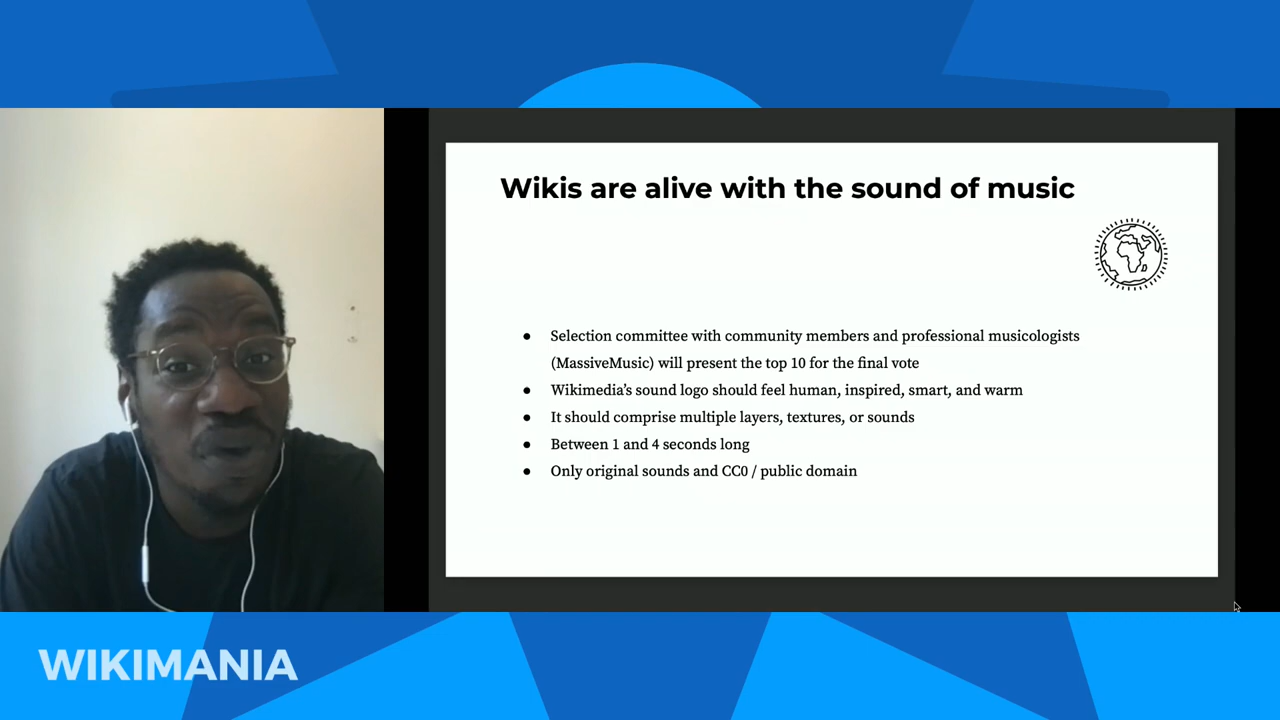 Wikis are alive with the sound of music
● Selection committee with community members and professional musicologists
(MassiveMusic) will present the top 10 for the final vote
● Wikimedia’s sound logo should feel human, inspired, smart, and warm
● It should comprise multiple layers, textures, or sounds
● Between 1 and 4 seconds long
● Only original sounds and CC0 / public domain
WIKIMANIA